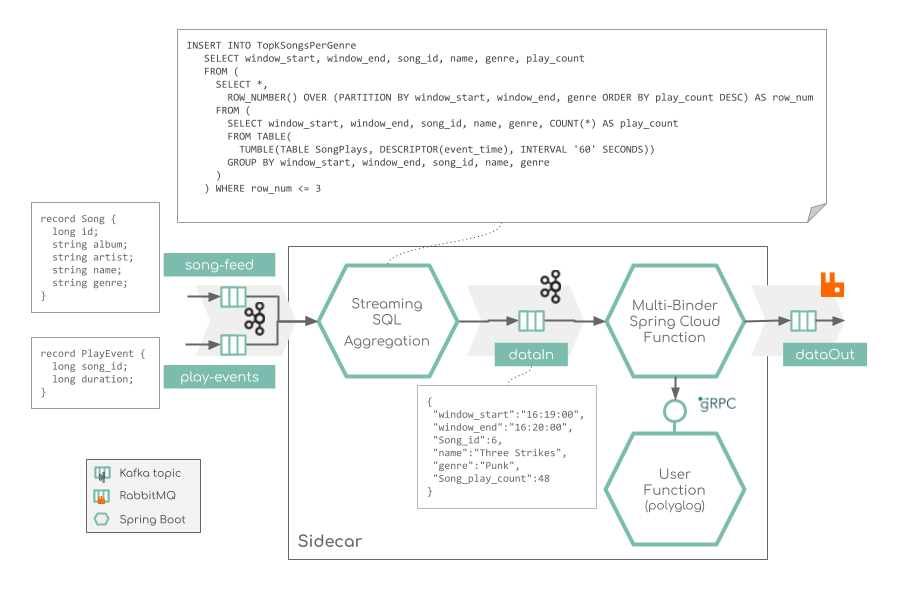 INSERT INTO TopKSongsPerGenre
SELECT window_start, window_end, song_id, name, genre, play_count
FROM (
SELECT *,
ROW_NUMBER() OVER (PARTITION BY window_start, window_end, genre ORDER BY play_count DESC) AS row_num
FROM (
SELECT window_start, window_end, song_id, name, genre, COUNT(*) AS play_count
FROM TABLE(
TUMBLE(TABLE SongPlays, DESCRIPTOR(event_time), INTERVAL '60' SECONDS))
GROUP BY window_start, window_end, song_id, name, genre
)
) WHERE row_num <= 3
record Song {
long id;
string album;
string artist;
string name;
string genre;
}
song-feed
record PlayEvent {
long song_id;
long duration;
}
play-events
Streaming
SQL
Aggregation
dataIn
Multi-Binder
Spring Cloud
Function
dataOut
{
"window_start":"16:19:00",
"window_end":"16:20:00",
"Song_id":6,
"name":"Three Strikes",
"genre":"Punk",
"Song_play_count":48
}
gRPC
User
Function
(polyglog)
Kafka topic
RabbitMQ
Spring Boot
Sidecar